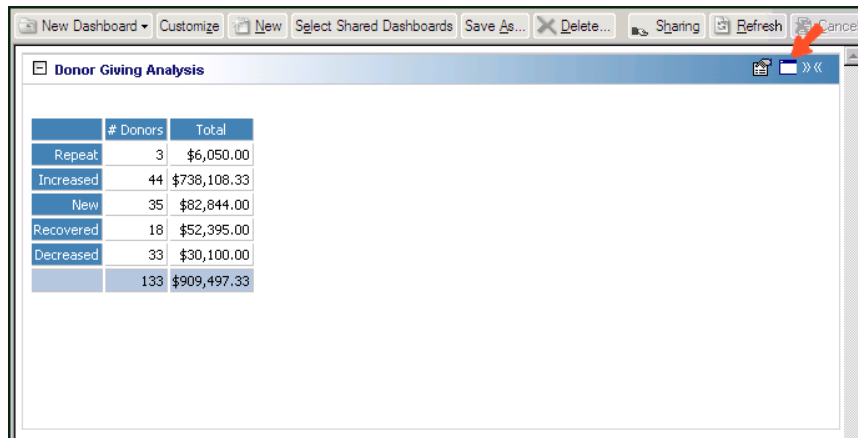 New Dashboard Customize New Select Shared Dashboards Save As... Delete... Sharing Refresh Cance
Donor Giving Analysis
# Donors Total
Repeat 3 $6,050.00
Increased 44 $738,108.33
New 35 $82,844.00
Recovered 18 $52,395.00
Decreased 33 $30,100.00
133 $909,497.33